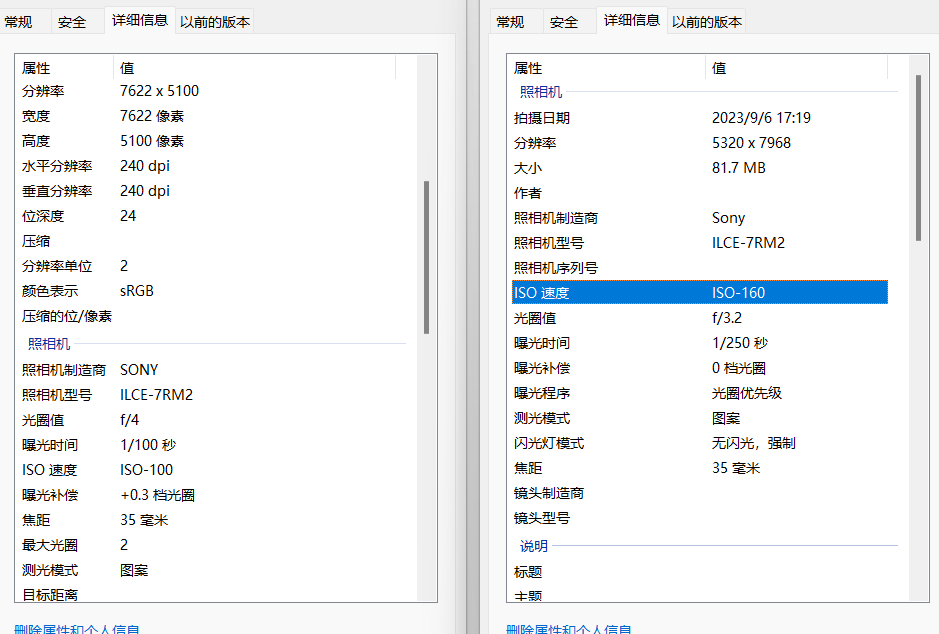 常规 安全 详细信息 以前的版本
属性 值
分辨率 7622 x 5100
宽度 7622 像素
高度 5100 像素
水平分辨率 240 dpi
垂直分辨率 240 dpi
位深度 24
压缩
分辨率单位 2
颜色表示 sRGB
压缩的位/像素
照相机
照相机制造商 SONY
照相机型号 ILCE-7RM2
光圈值 f/4
曝光时间 1/100 秒
ISO 速度 ISO-100
曝光补偿 +0.3 档光圈
焦距 35 毫米
最大光圈 2
测光模式 图案
目标距离
删除属性和个人信息
常规 安全 详细信息 以前的版本
属性 值
照相机
拍摄日期 2023/9/6 17:19
分辨率 5320 x 7968
大小 81.7 MB
作者
照相机制造商 Sony
照相机型号 ILCE-7RM2
照相机序列号
ISO 速度 ISO-160
光圈值 f/3.2
曝光时间 1/250 秒
曝光补偿 0 档光圈
曝光程序 光圈优先级
测光模式 图案
闪光灯模式 无闪光，强制
焦距 35 毫米
镜头制造商
镜头型号
说明
标题
主题
删除属性和个人信息